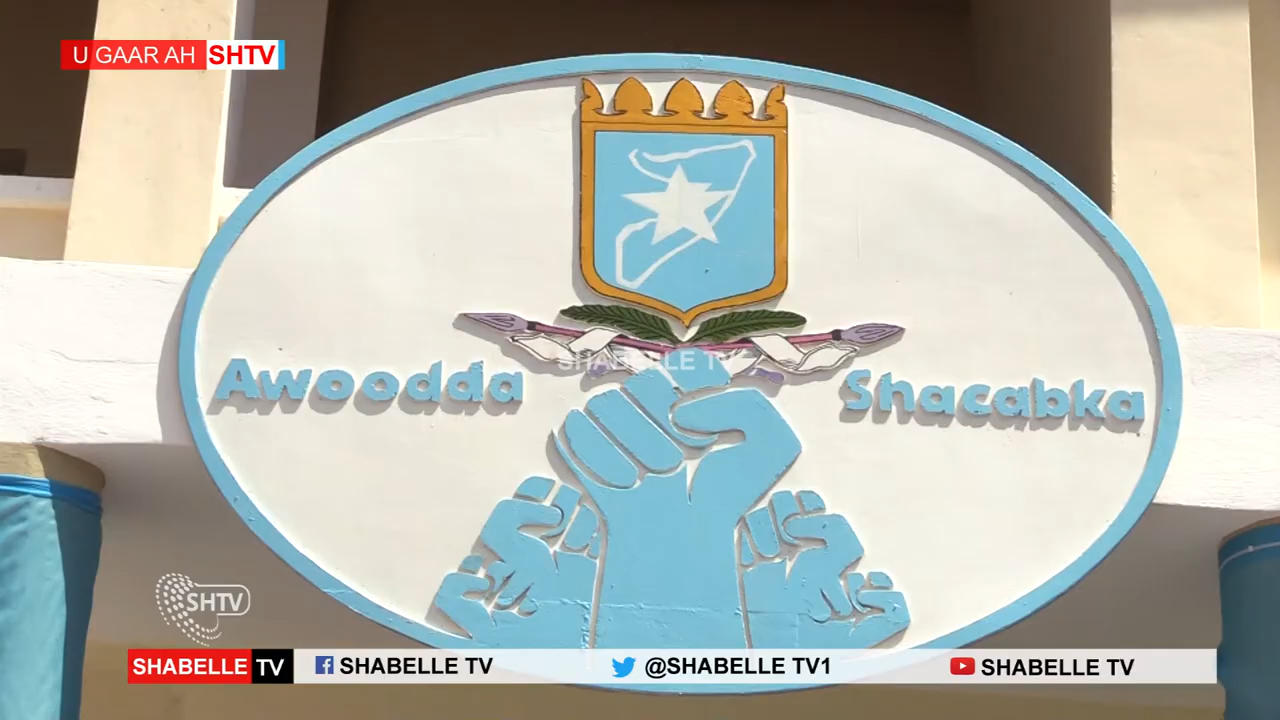 U GAAR AH SHTV
SHABELLE TV
Awoodda Shacabka
SHTV
SHABELLE TV SHABELLE TV @SHABELLE TV1 SHABELLE TV